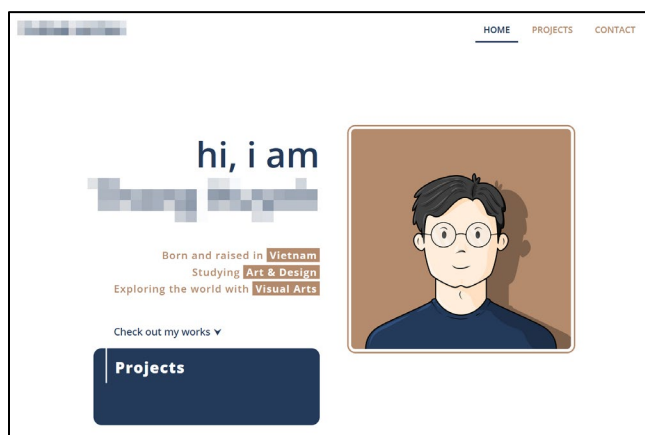 HOME PROJECTS CONTACT
hi, i am
Born and raised in Vietnam
Studying Art & Design
Exploring the world with Visual Arts
Check out my works
Projects